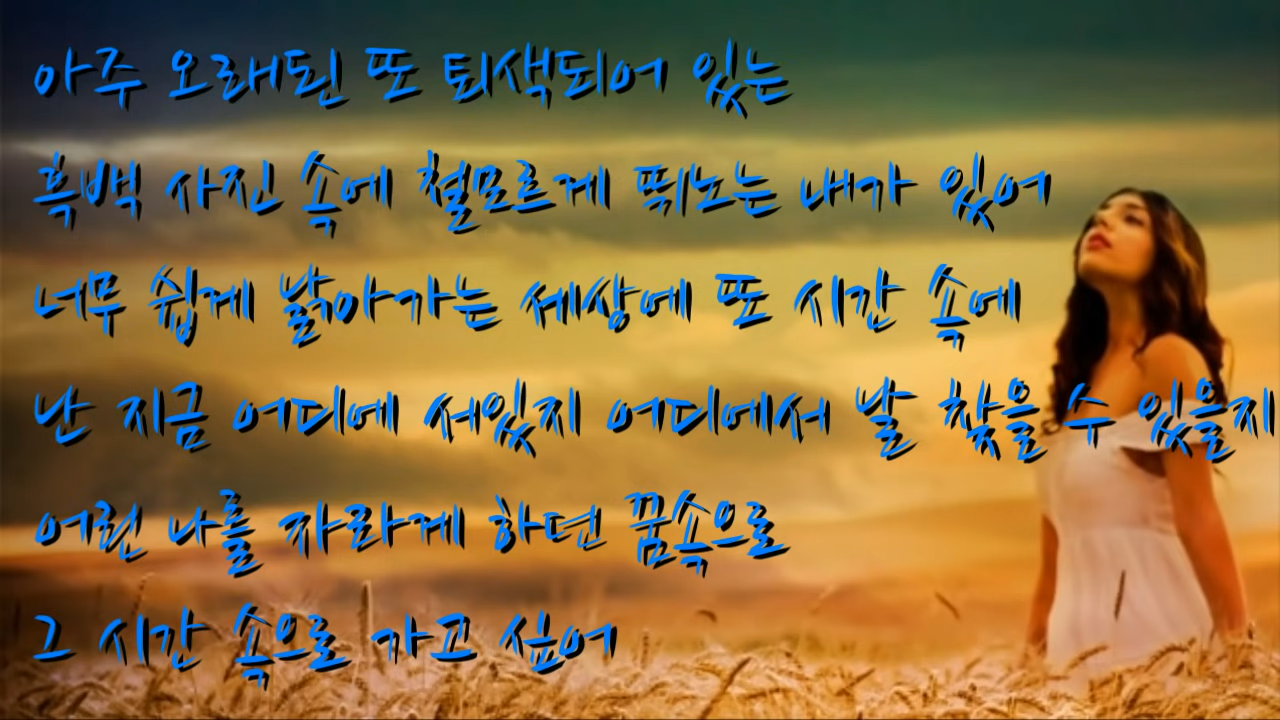 아주 오래된 또 퇴색되어 있는
흑백 사진 속에 철모르게 뛰노는 내가 있어
너무 쉽게 낡아가는 세상에 또 시간 속에
난 지금 어디에 서있지 어디에서 날 찾을 수 있을지
어린 나를 자라게 하던 꿈속으로
그 시간 속으로 가고 싶어